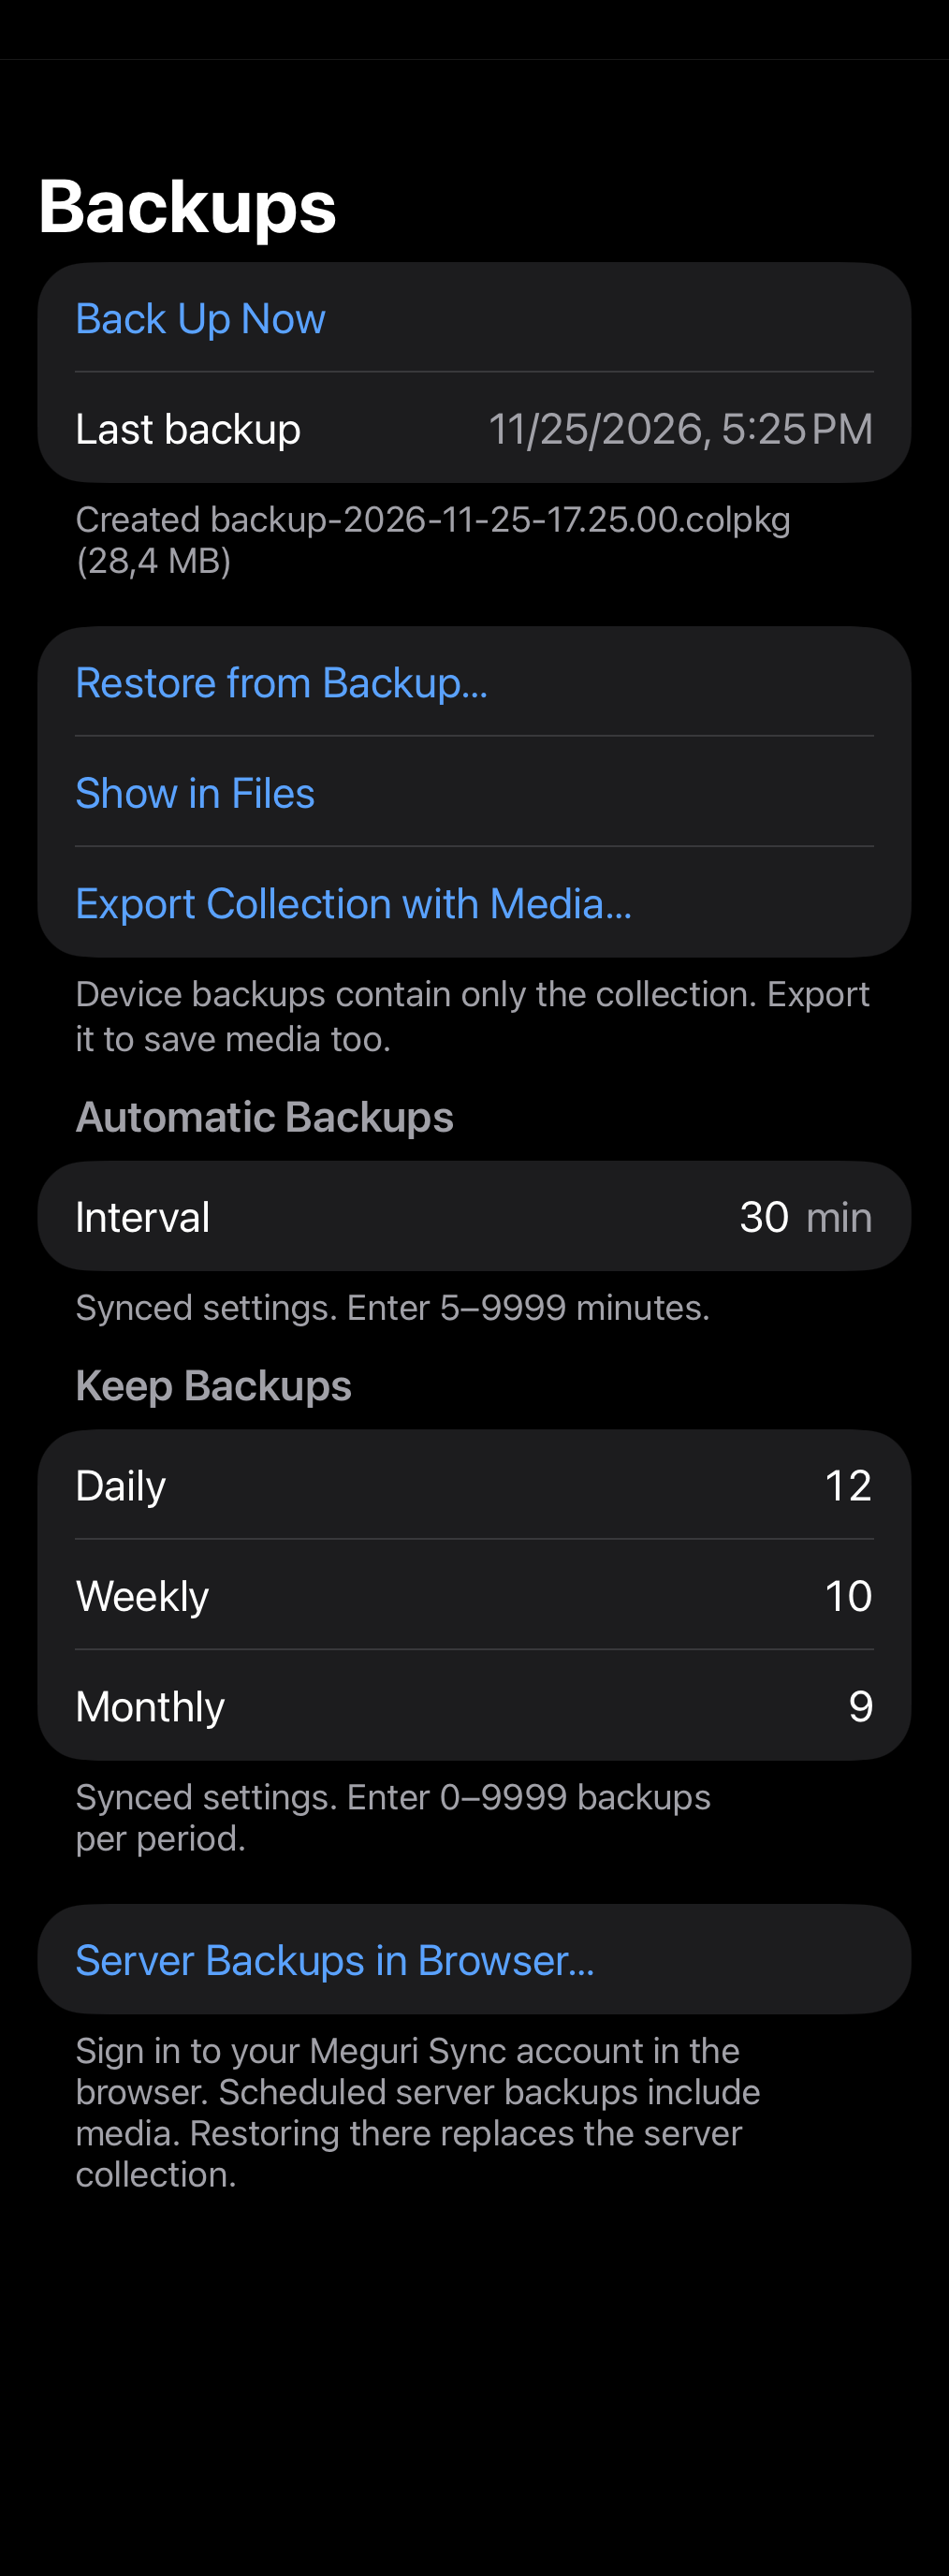 Backups
Back Up Now
Last backup 11/25/2026, 5:25 PM
Created backup-2026-11-25-17.25.00.colpkg
(28,4 MB)
Restore from Backup...
Show in Files
Export Collection with Media...
Device backups contain only the collection. Export
it to save media too.
Automatic Backups
Interval 30 min
Synced settings. Enter 5–9999 minutes.
Keep Backups
Daily 12
Weekly 10
Monthly 9
Synced settings. Enter 0–9999 backups
per period.
Server Backups in Browser...
Sign in to your Meguri Sync account in the
browser. Scheduled server backups include
media. Restoring there replaces the server
collection.